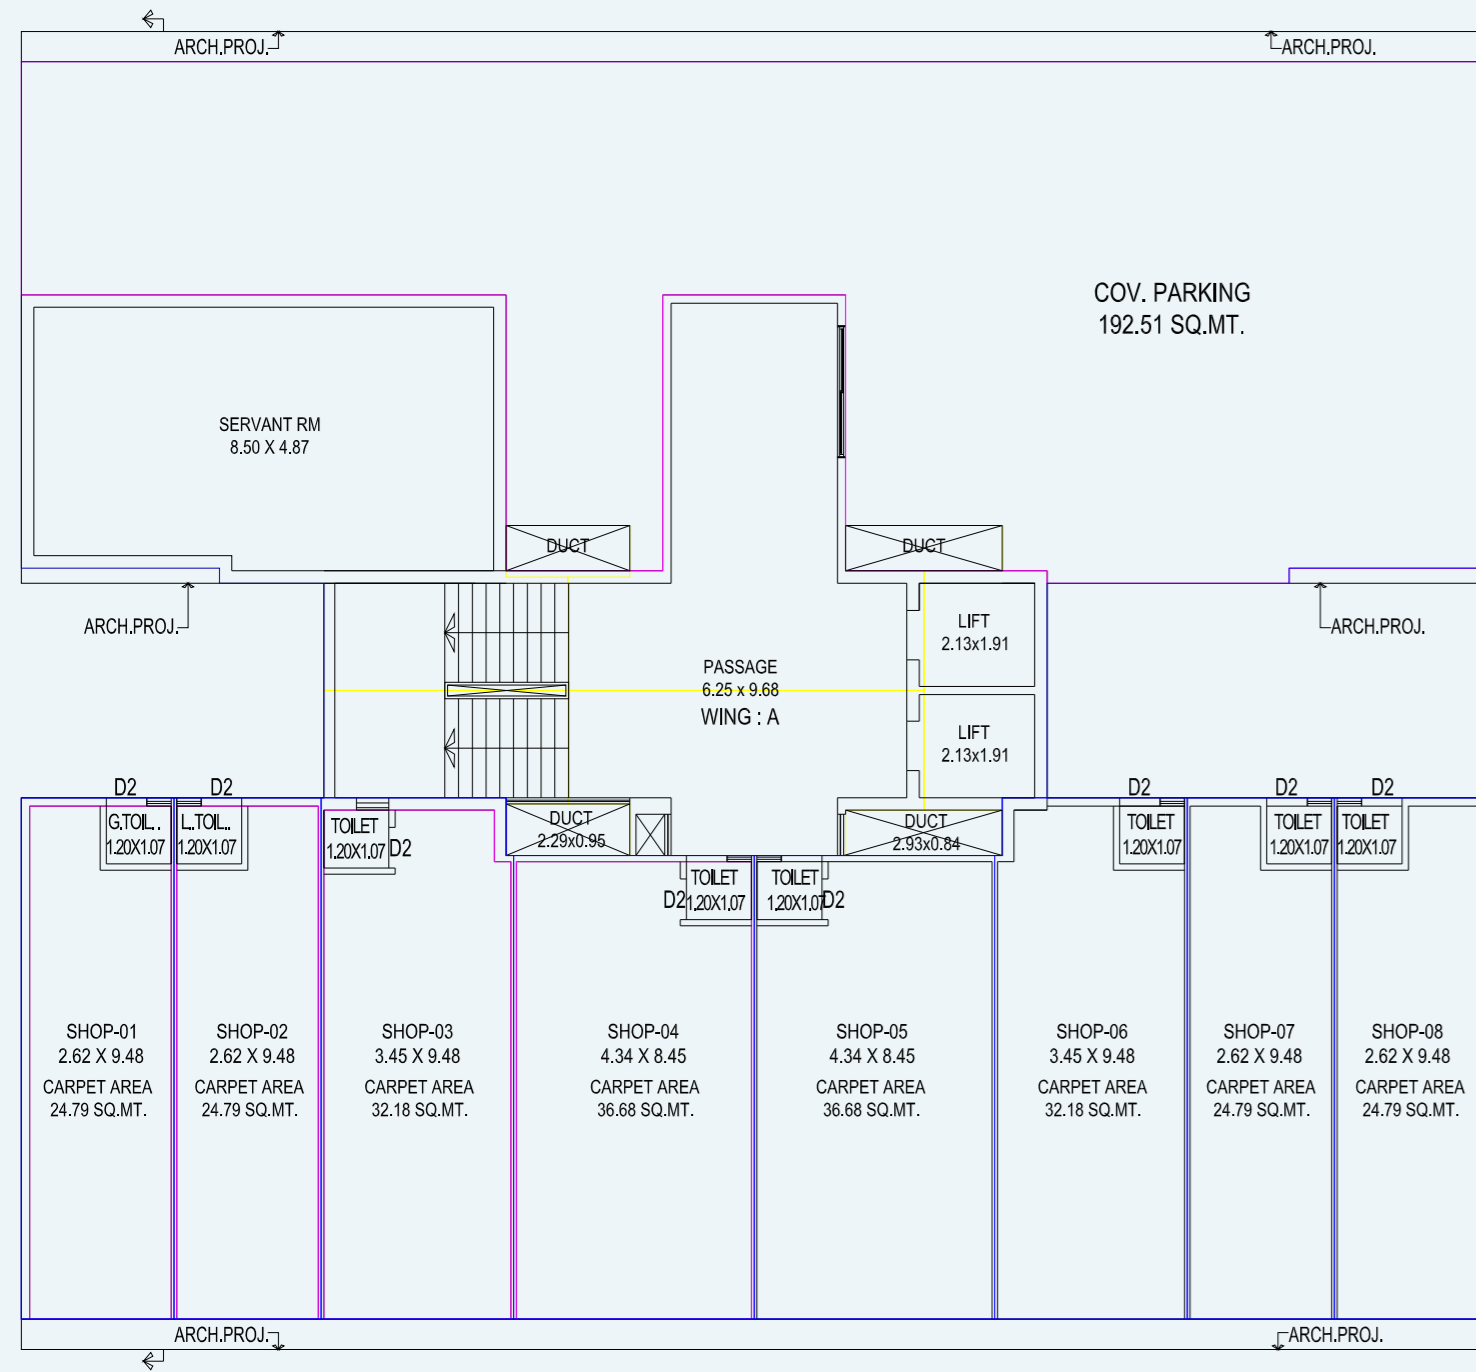 ARCH.PROJ.
ARCH.PROJ.
COV. PARKING
192.51 SQ.MT.
SERVANT RM
8.50 X 4.87
DUCT
DUCT
ARCH.PROJ.
ARCH.PROJ.
LIFT
2.13x1.91
PASSAGE
6.25 x 9.68
WING : A
LIFT
2.13x1.91
D2
D2
D2
D2
D2
G.TOIL..
1.20X1.07
L.TOIL..
1.20X1.07
TOILET
1.20X1.07
D2
DUCT
2.29x0.95
DUCT
2.93x0.84
TOILET
1.20X1.07
TOILET
1.20X1.07
TOILET
1.20X1.07
D2
TOILET
1.20X1.07
TOILET
1.20X1.07
D2
SHOP-01
2.62 X 9.48
CARPET AREA
24.79 SQ.MT.
SHOP-02
2.62 X 9.48
CARPET AREA
24.79 SQ.MT.
SHOP-03
3.45 X 9.48
CARPET AREA
32.18 SQ.MT.
SHOP-04
4.34 X 8.45
CARPET AREA
36.68 SQ.MT.
SHOP-05
4.34 X 8.45
CARPET AREA
36.68 SQ.MT.
SHOP-06
3.45 X 9.48
CARPET AREA
32.18 SQ.MT.
SHOP-07
2.62 X 9.48
CARPET AREA
24.79 SQ.MT.
SHOP-08
2.62 X 9.48
CARPET AREA
24.79 SQ.MT.
ARCH.PROJ.
ARCH.PROJ.